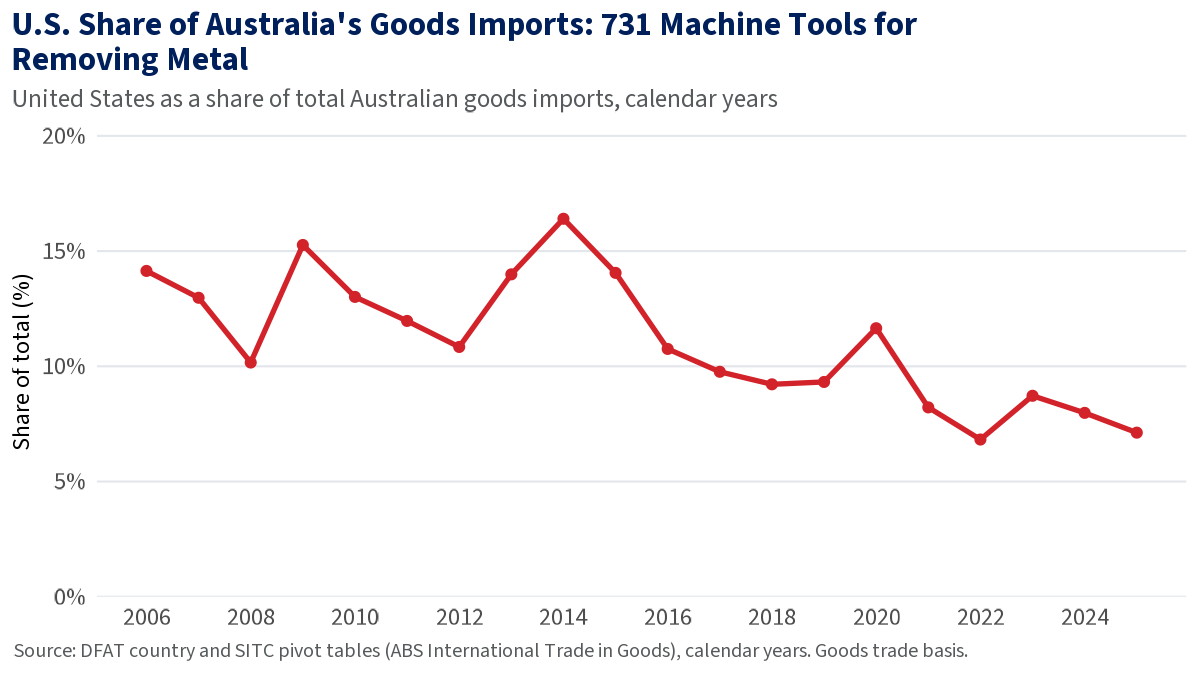 U.S. Share of Australia's Goods Imports: 731 Machine Tools for
Removing Metal
United States as a share of total Australian goods imports, calendar years
Share of total (%)
20%
15%
10%
5%
0%
2006 2008 2010 2012 2014 2016 2018 2020 2022 2024
Source: DFAT country and SITC pivot tables (ABS International Trade in Goods), calendar years. Goods trade basis.